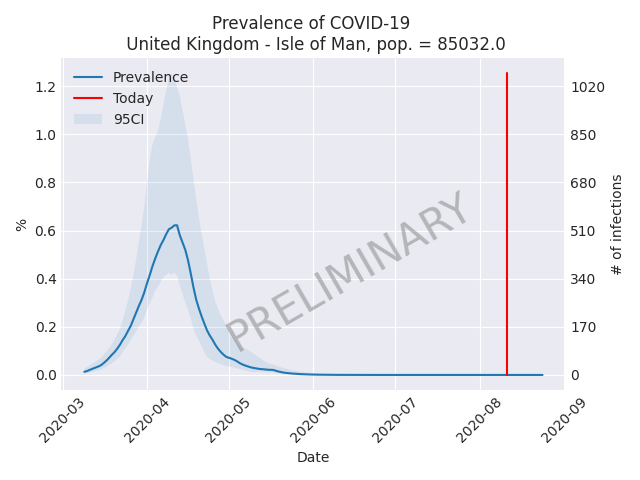 Prevalence of COVID-19
United Kingdom - Isle of Man, pop. = 85032.0
Prevalence
Today
95CI
1.2
1.0
0.8
0.6
0.4
0.2
0.0
%
1020
850
680
510
340
170
0
# of infections
PRELIMINARY
2020-03
2020-04
2020-05
2020-06
2020-07
2020-08
2020-09
Date